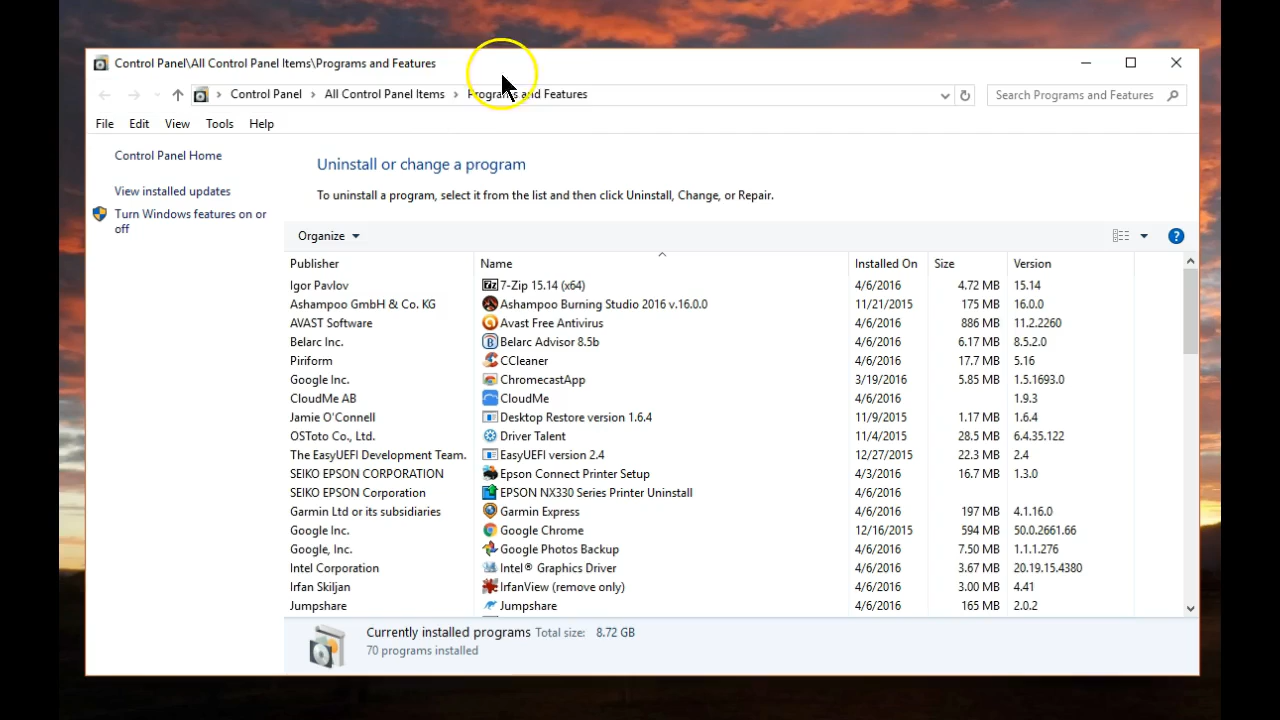 Control Panel\All Control Panel Items\Programs and Features
Control Panel > All Control Panel Items > Programs and Features
Search Programs and Features
File Edit View Tools Help
Control Panel Home
View installed updates
Turn Windows features on or
off
Uninstall or change a program
To uninstall a program, select it from the list and then click Uninstall, Change, or Repair.
Organize
Publisher Name Installed On Size Version
Igor Pavlov 7-Zip 15.14 (x64) 4/6/2016 4.72 MB 15.14
Ashampoo GmbH & Co. KG Ashampoo Burning Studio 2016 v.16.0.0 11/21/2015 175 MB 16.0.0
AVAST Software Avast Free Antivirus 4/6/2016 886 MB 11.2.2260
Belarc Inc. Belarc Advisor 8.5b 4/6/2016 6.17 MB 8.5.2.0
Piriform CCleaner 4/6/2016 17.7 MB 5.16
Google Inc. ChromecastApp 3/19/2016 5.85 MB 1.5.1693.0
CloudMe AB CloudMe 4/6/2016 1.9.3
Jamie O'Connell Desktop Restore version 1.6.4 11/9/2015 1.17 MB 1.6.4
OSToto Co., Ltd. Driver Talent 11/4/2015 28.5 MB 6.4.35.122
The EasyUEFI Development Team. EasyUEFI version 2.4 12/27/2015 22.3 MB 2.4
SEIKO EPSON CORPORATION Epson Connect Printer Setup 4/3/2016 16.7 MB 1.3.0
SEIKO EPSON Corporation EPSON NX330 Series Printer Uninstall 4/6/2016
Garmin Ltd or its subsidiaries Garmin Express 4/6/2016 197 MB 4.1.16.0
Google Inc. Google Chrome 12/16/2015 594 MB 50.0.2661.66
Google, Inc. Google Photos Backup 4/6/2016 7.50 MB 1.1.1.276
Intel Corporation Intel® Graphics Driver 4/6/2016 3.67 MB 20.19.15.4380
Irfan Skiljan IrfanView (remove only) 4/6/2016 3.00 MB 4.41
Jumpshare Jumpshare 4/6/2016 165 MB 2.0.2
Currently installed programs Total size: 8.72 GB
70 programs installed